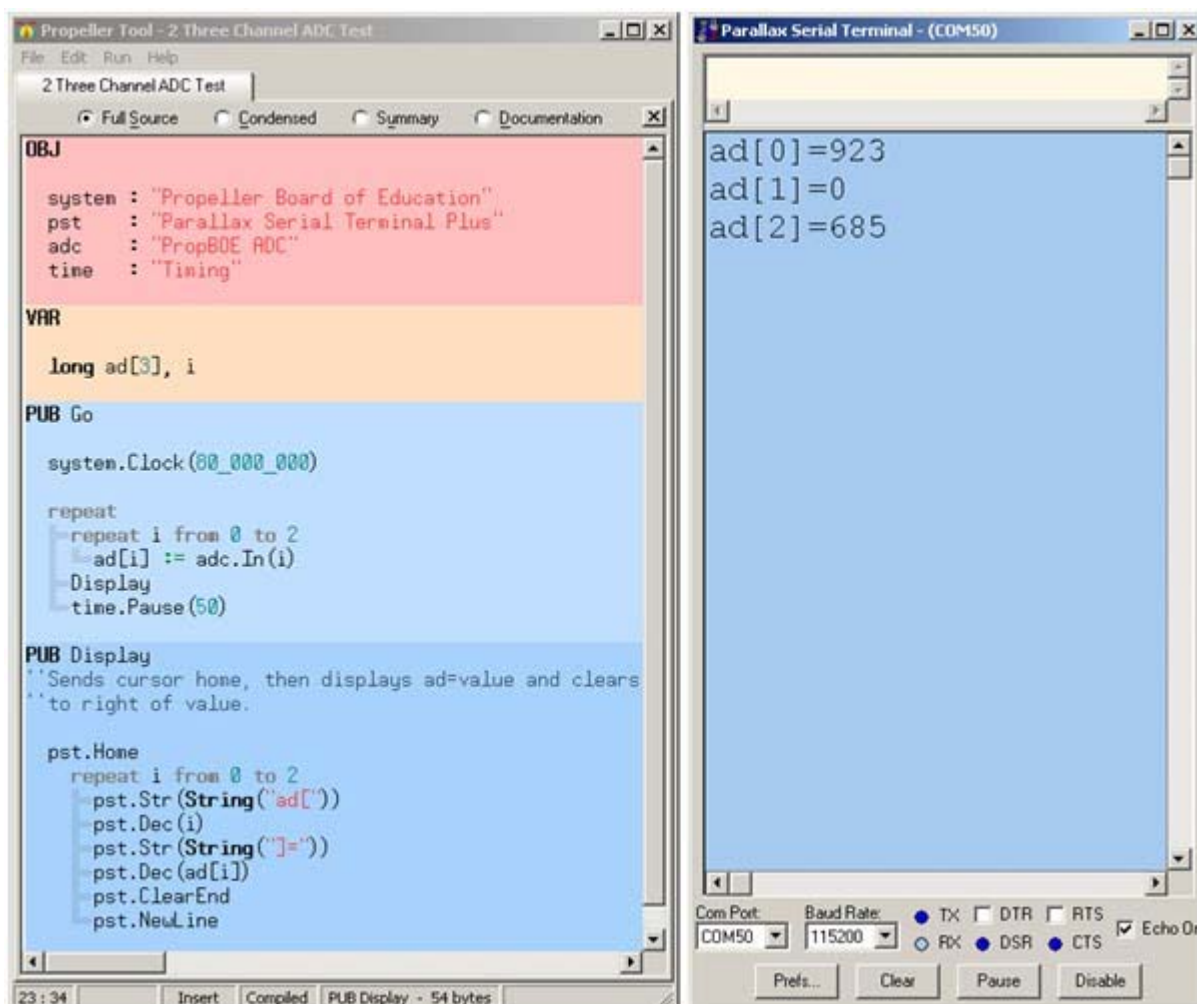 Propeller Tool - 2 Three Channel ADC Test
File Edit Run Help
2 Three Channel ADC Test
Full Source Condensed Summary Documentation
OBJ
system : "Propeller Board of Education"
pst : "Parallax Serial Terminal Plus"
adc : "PropBOE ADC"
time : "Timing"
VAR
long ad[3], i
PUB Go
system.Clock(80_000_000)
repeat
repeat i from 0 to 2
ad[i] := adc.In(i)
Display
time.Pause(50)
PUB Display
''Sends cursor home, then displays ad=value and clears
''to right of value.
pst.Home
repeat i from 0 to 2
pst.Str(String("ad["))
pst.Dec(i)
pst.Str(String("]="))
pst.Dec(ad[i])
pst.ClearEnd
pst.NewLine
23 : 34 Insert Compiled PUB Display - 54 bytes
Parallax Serial Terminal - (COM50)
ad[0]=923
ad[1]=0
ad[2]=685
Com Port: Baud Rate: TX DTR RTS
COM50 115200 RX DSR CTS Echo On
Prefs... Clear Pause Disable